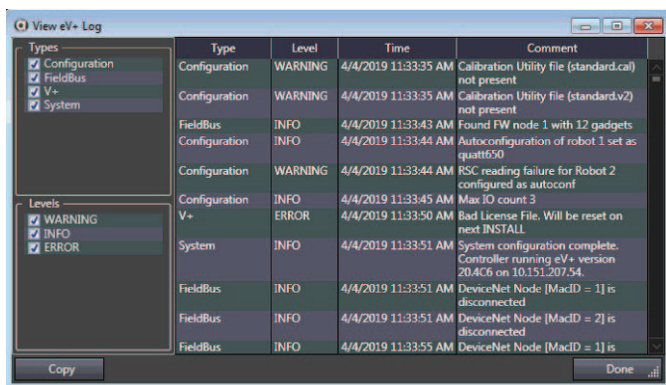 View eV+ Log
Types
Configuration
FieldBus
V+
System
Levels
WARNING
INFO
ERROR
Type Level Time Comment
Configuration WARNING 4/4/2019 11:33:35 AM Calibration Utility file (standard.cal)
not present
Configuration WARNING 4/4/2019 11:33:35 AM Calibration Utility file (standard.v2)
not present
FieldBus INFO 4/4/2019 11:33:43 AM Found FW node 1 with 12 gadgets
Configuration INFO 4/4/2019 11:33:44 AM Autoconfiguration of robot 1 set as
quatt650
Configuration WARNING 4/4/2019 11:33:44 AM RSC reading failure for Robot 2
configured as autoconf
Configuration INFO 4/4/2019 11:33:45 AM Max IO count 3
V+ ERROR 4/4/2019 11:33:50 AM Bad License File. Will be reset on
next INSTALL
System INFO 4/4/2019 11:33:51 AM System configuration complete.
Controller running eV+ version
20.4C6 on 10.151.207.54.
FieldBus INFO 4/4/2019 11:33:51 AM DeviceNet Node [MacID = 1] is
disconnected
FieldBus INFO 4/4/2019 11:33:51 AM DeviceNet Node [MacID = 2] is
disconnected
FieldBus INFO 4/4/2019 11:33:55 AM DeviceNet Node [MacID = 1] is
Copy Done